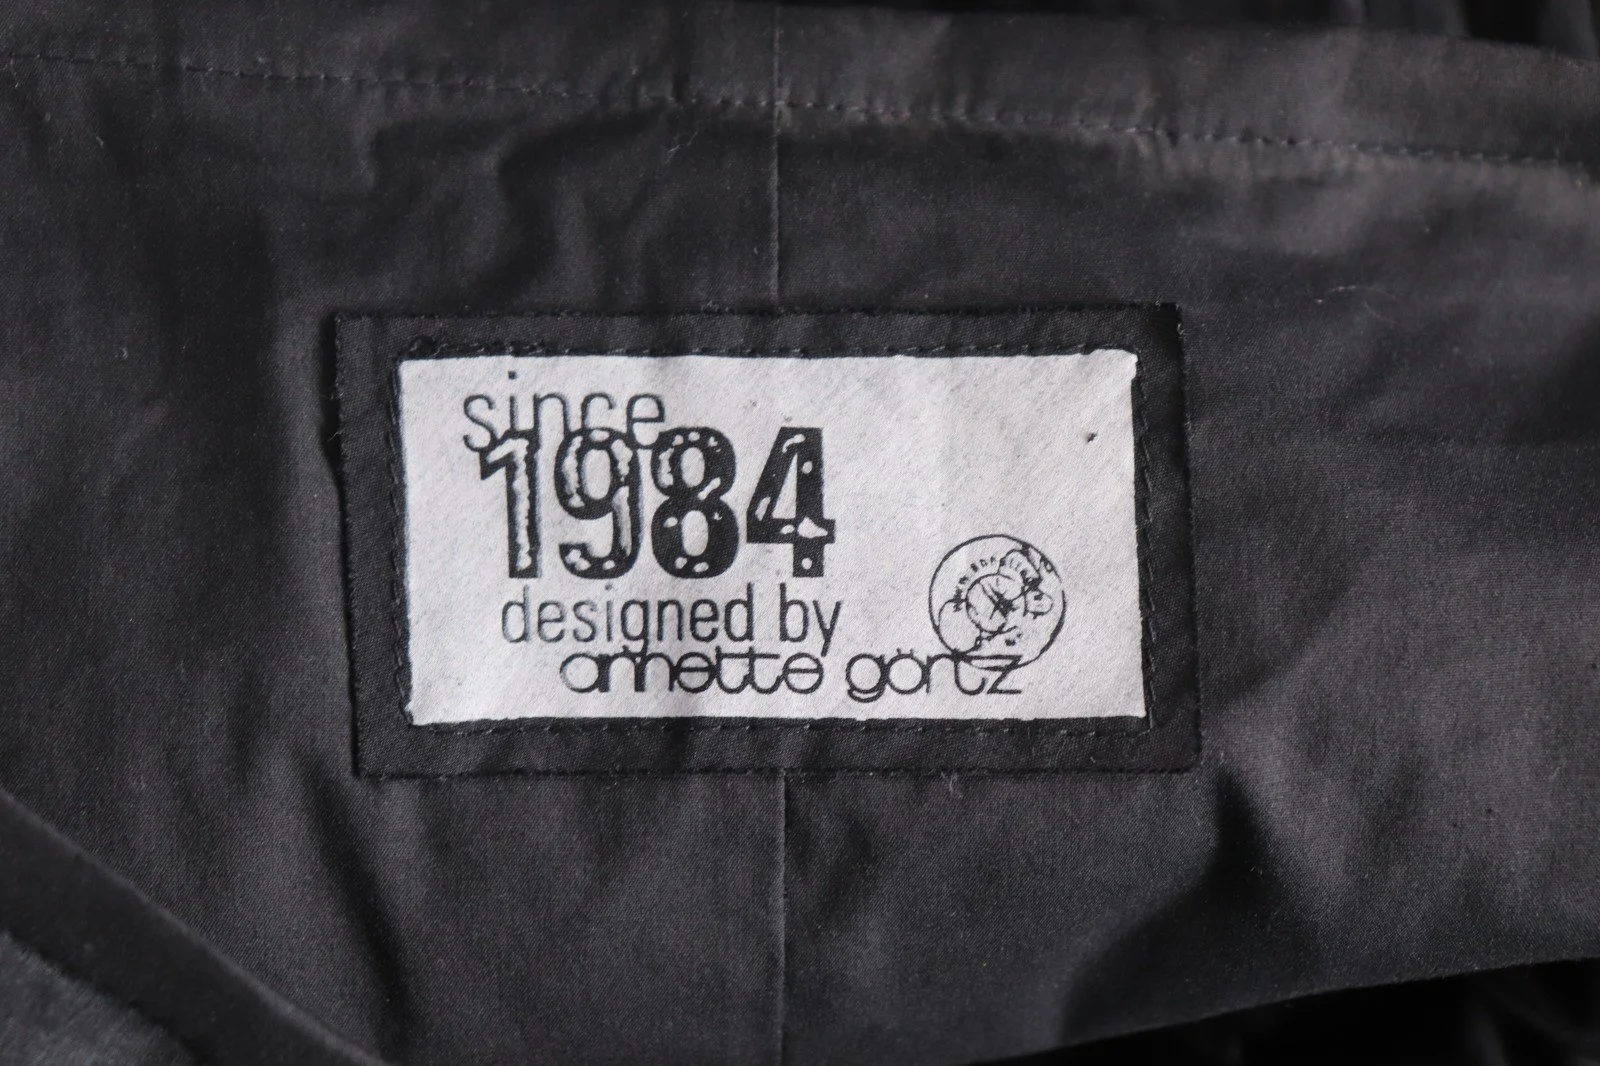 since
1984
designed by
annette görtz